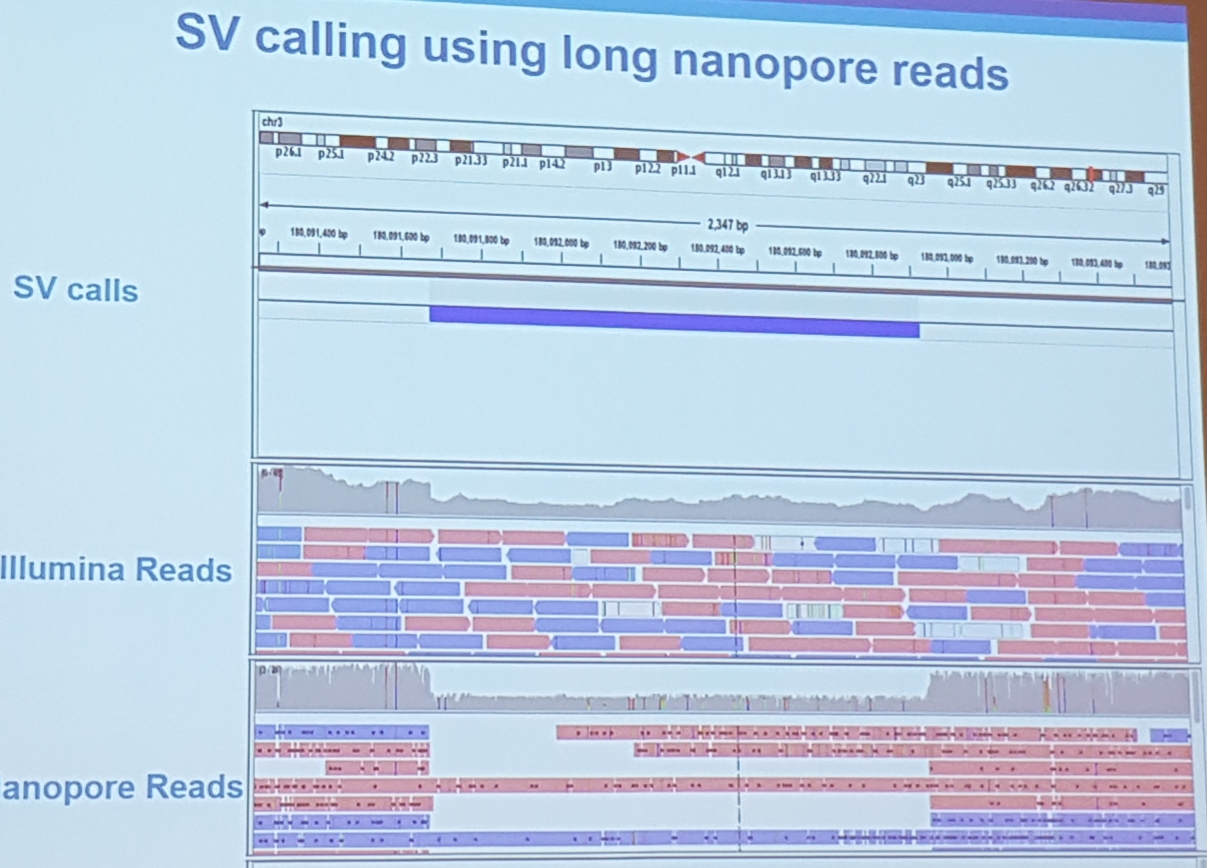 SV calling using long nanopore reads
chr3
p26.1 p25.1 p24.2 p22.3 p21.33 p21.1 p14.2 p13 p12.2 p11.1 q12.1 q13.13 q13.33 q22.1 q23 q25.1 q25.33 q26.2 q26.32 q27.3 q29
2,347 bp
180,091,400 bp 180,091,600 bp 180,091,800 bp 180,092,000 bp 180,092,200 bp 180,092,400 bp 180,092,600 bp 180,092,800 bp 180,093,000 bp 180,093,200 bp 180,093,400 bp
SV calls
Illumina Reads
anopore Reads